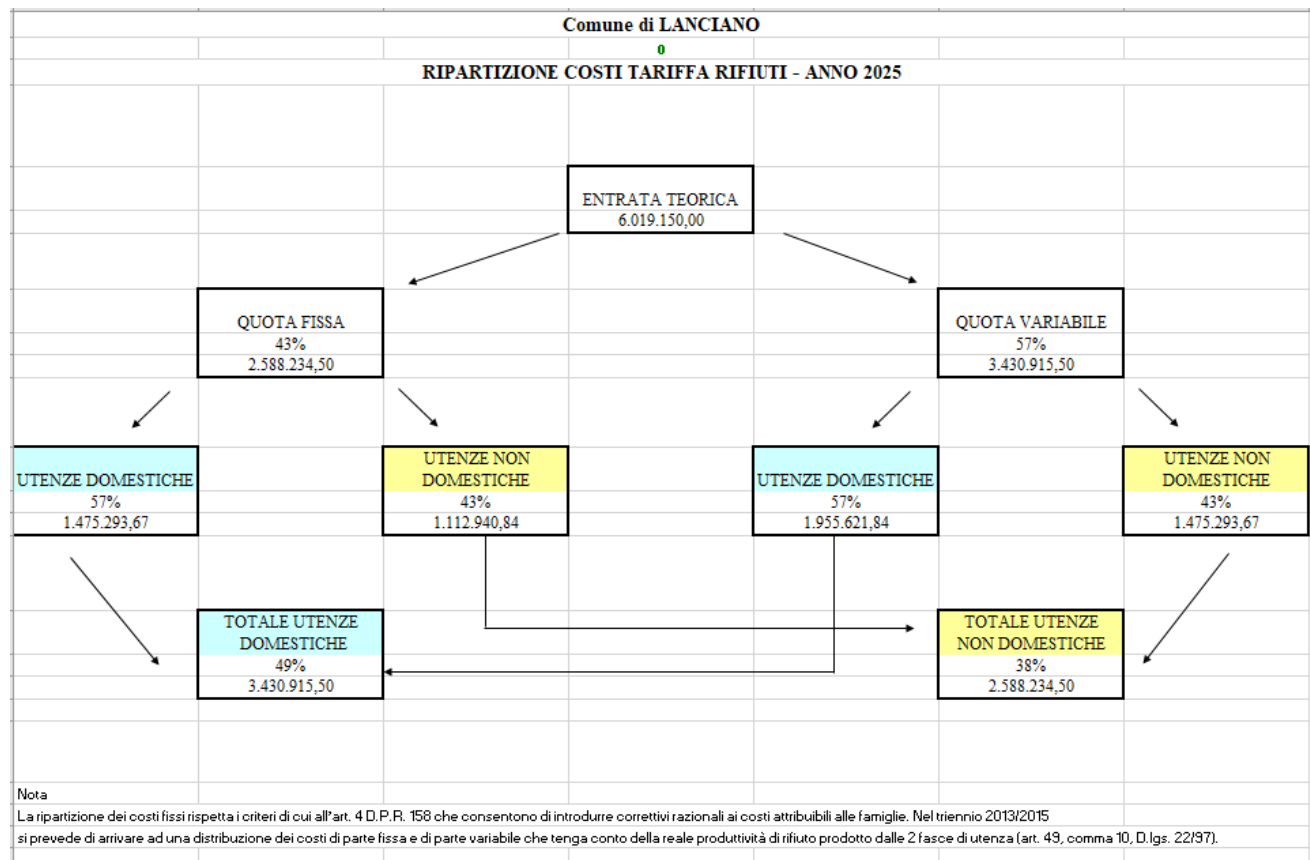 Comune di LANCIANO
0
RIPARTIZIONE COSTI TARIFFA RIFIUTI - ANNO 2025
ENTRATA TEORICA
6.019.150,00
QUOTA FISSA
43%
2.588.234,50
QUOTA VARIABILE
57%
3.430.915,50
UTENZE DOMESTICHE
57%
1.475.293,67
UTENZE NON
DOMESTICHE
43%
1.112.940,84
UTENZE DOMESTICHE
57%
1.955.621,84
UTENZE NON
DOMESTICHE
43%
1.475.293,67
TOTALE UTENZE
DOMESTICHE
49%
3.430.915,50
TOTALE UTENZE
NON DOMESTICHE
38%
2.588.234,50
Nota
La ripartizione dei costi fissi rispetta i criteri di cui all'art. 4 D.P.R. 158 che consentono di introdurre correttivi razionali ai costi attribuibili alle famiglie. Nel triennio 2013/2015
si prevede di arrivare ad una distribuzione dei costi di parte fissa e di parte variabile che tenga conto della reale produttività di rifiuto prodotto dalle 2 fasce di utenza (art. 49, comma 10, D.lgs. 22/97).